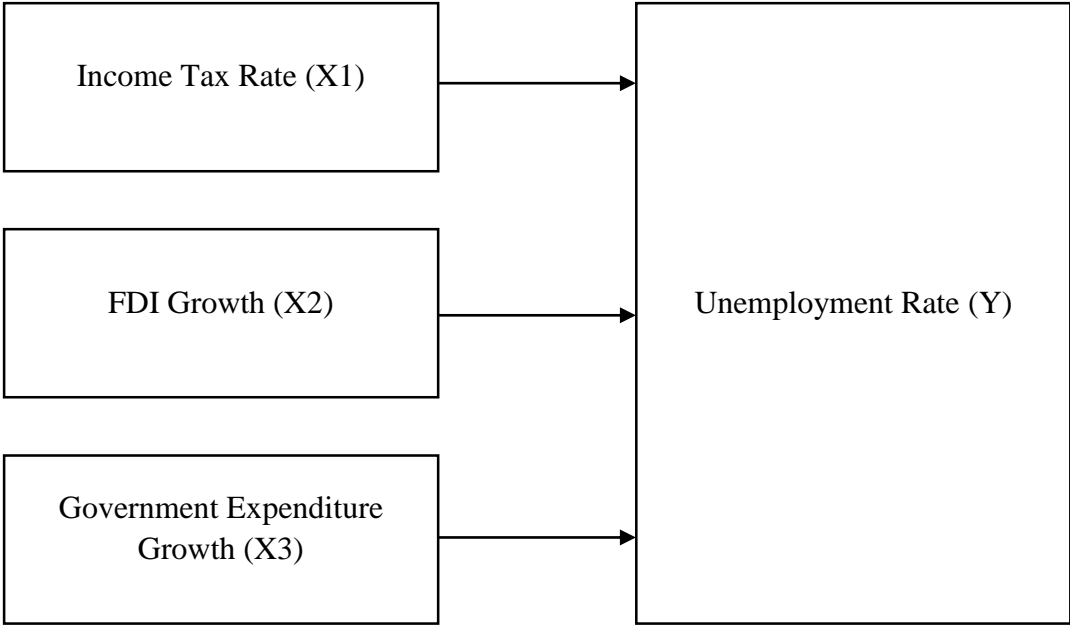 Income Tax Rate (X1)
FDI Growth (X2)
Government Expenditure
Growth (X3)
Unemployment Rate (Y)